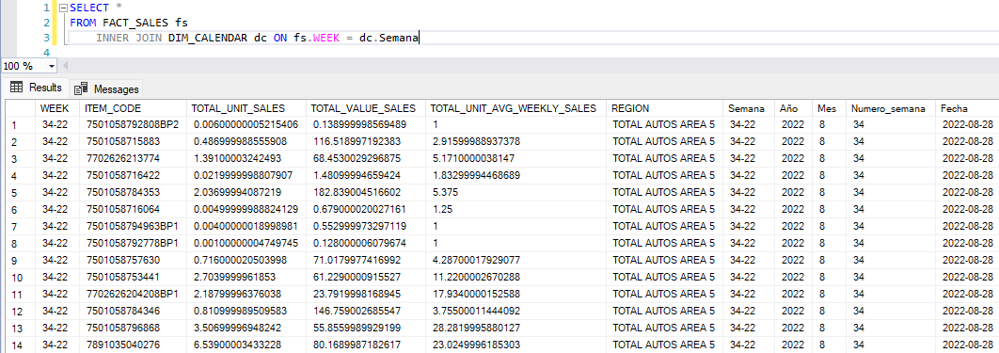 1 SELECT *
2 FROM FACT_SALES fs
3 INNER JOIN DIM_CALENDAR dc ON fs.WEEK = dc.Semana
4
100 %
Results Messages
WEEK ITEM_CODE TOTAL_UNIT_SALES TOTAL_VALUE_SALES TOTAL_UNIT_AVG_WEEKLY_SALES REGION Semana Año Mes Numero_semana Fecha
1 34-22 7501058792808BP2 0.00600000005215406 0.138999998569489 1 TOTAL AUTOS AREA 5 34-22 2022 8 34 2022-08-28
2 34-22 7501058715883 0.486999988555908 116.518997192383 2.91599988937378 TOTAL AUTOS AREA 5 34-22 2022 8 34 2022-08-28
3 34-22 7702626213774 1.39100003242493 68.4530029296875 5.1710000038147 TOTAL AUTOS AREA 5 34-22 2022 8 34 2022-08-28
4 34-22 7501058716422 0.0219999998807907 1.48099994659424 1.83299994468689 TOTAL AUTOS AREA 5 34-22 2022 8 34 2022-08-28
5 34-22 7501058784353 2.03699994087219 182.839004516602 5.375 TOTAL AUTOS AREA 5 34-22 2022 8 34 2022-08-28
6 34-22 7501058716064 0.00499999988824129 0.679000020027161 1.25 TOTAL AUTOS AREA 5 34-22 2022 8 34 2022-08-28
7 34-22 7501058794963BP1 0.00400000018998981 0.552999973297119 1 TOTAL AUTOS AREA 5 34-22 2022 8 34 2022-08-28
8 34-22 7501058792778BP1 0.00100000004749745 0.128000006079674 1 TOTAL AUTOS AREA 5 34-22 2022 8 34 2022-08-28
9 34-22 7501058757630 0.716000020503998 71.0179977416992 4.28700017929077 TOTAL AUTOS AREA 5 34-22 2022 8 34 2022-08-28
10 34-22 7501058753441 2.7039999961853 61.2290000915527 11.2200002670288 TOTAL AUTOS AREA 5 34-22 2022 8 34 2022-08-28
11 34-22 7702626204208BP1 2.18799996376038 23.7919998168945 17.9340000152588 TOTAL AUTOS AREA 5 34-22 2022 8 34 2022-08-28
12 34-22 7501058784346 0.810999989509583 146.759002685547 3.75500011444092 TOTAL AUTOS AREA 5 34-22 2022 8 34 2022-08-28
13 34-22 7501058796868 3.50699996948242 55.8559989929199 28.2819995880127 TOTAL AUTOS AREA 5 34-22 2022 8 34 2022-08-28
14 34-22 7891035040276 6.53900003433228 80.1689987182617 23.0249996185303 TOTAL AUTOS AREA 5 34-22 2022 8 34 2022-08-28